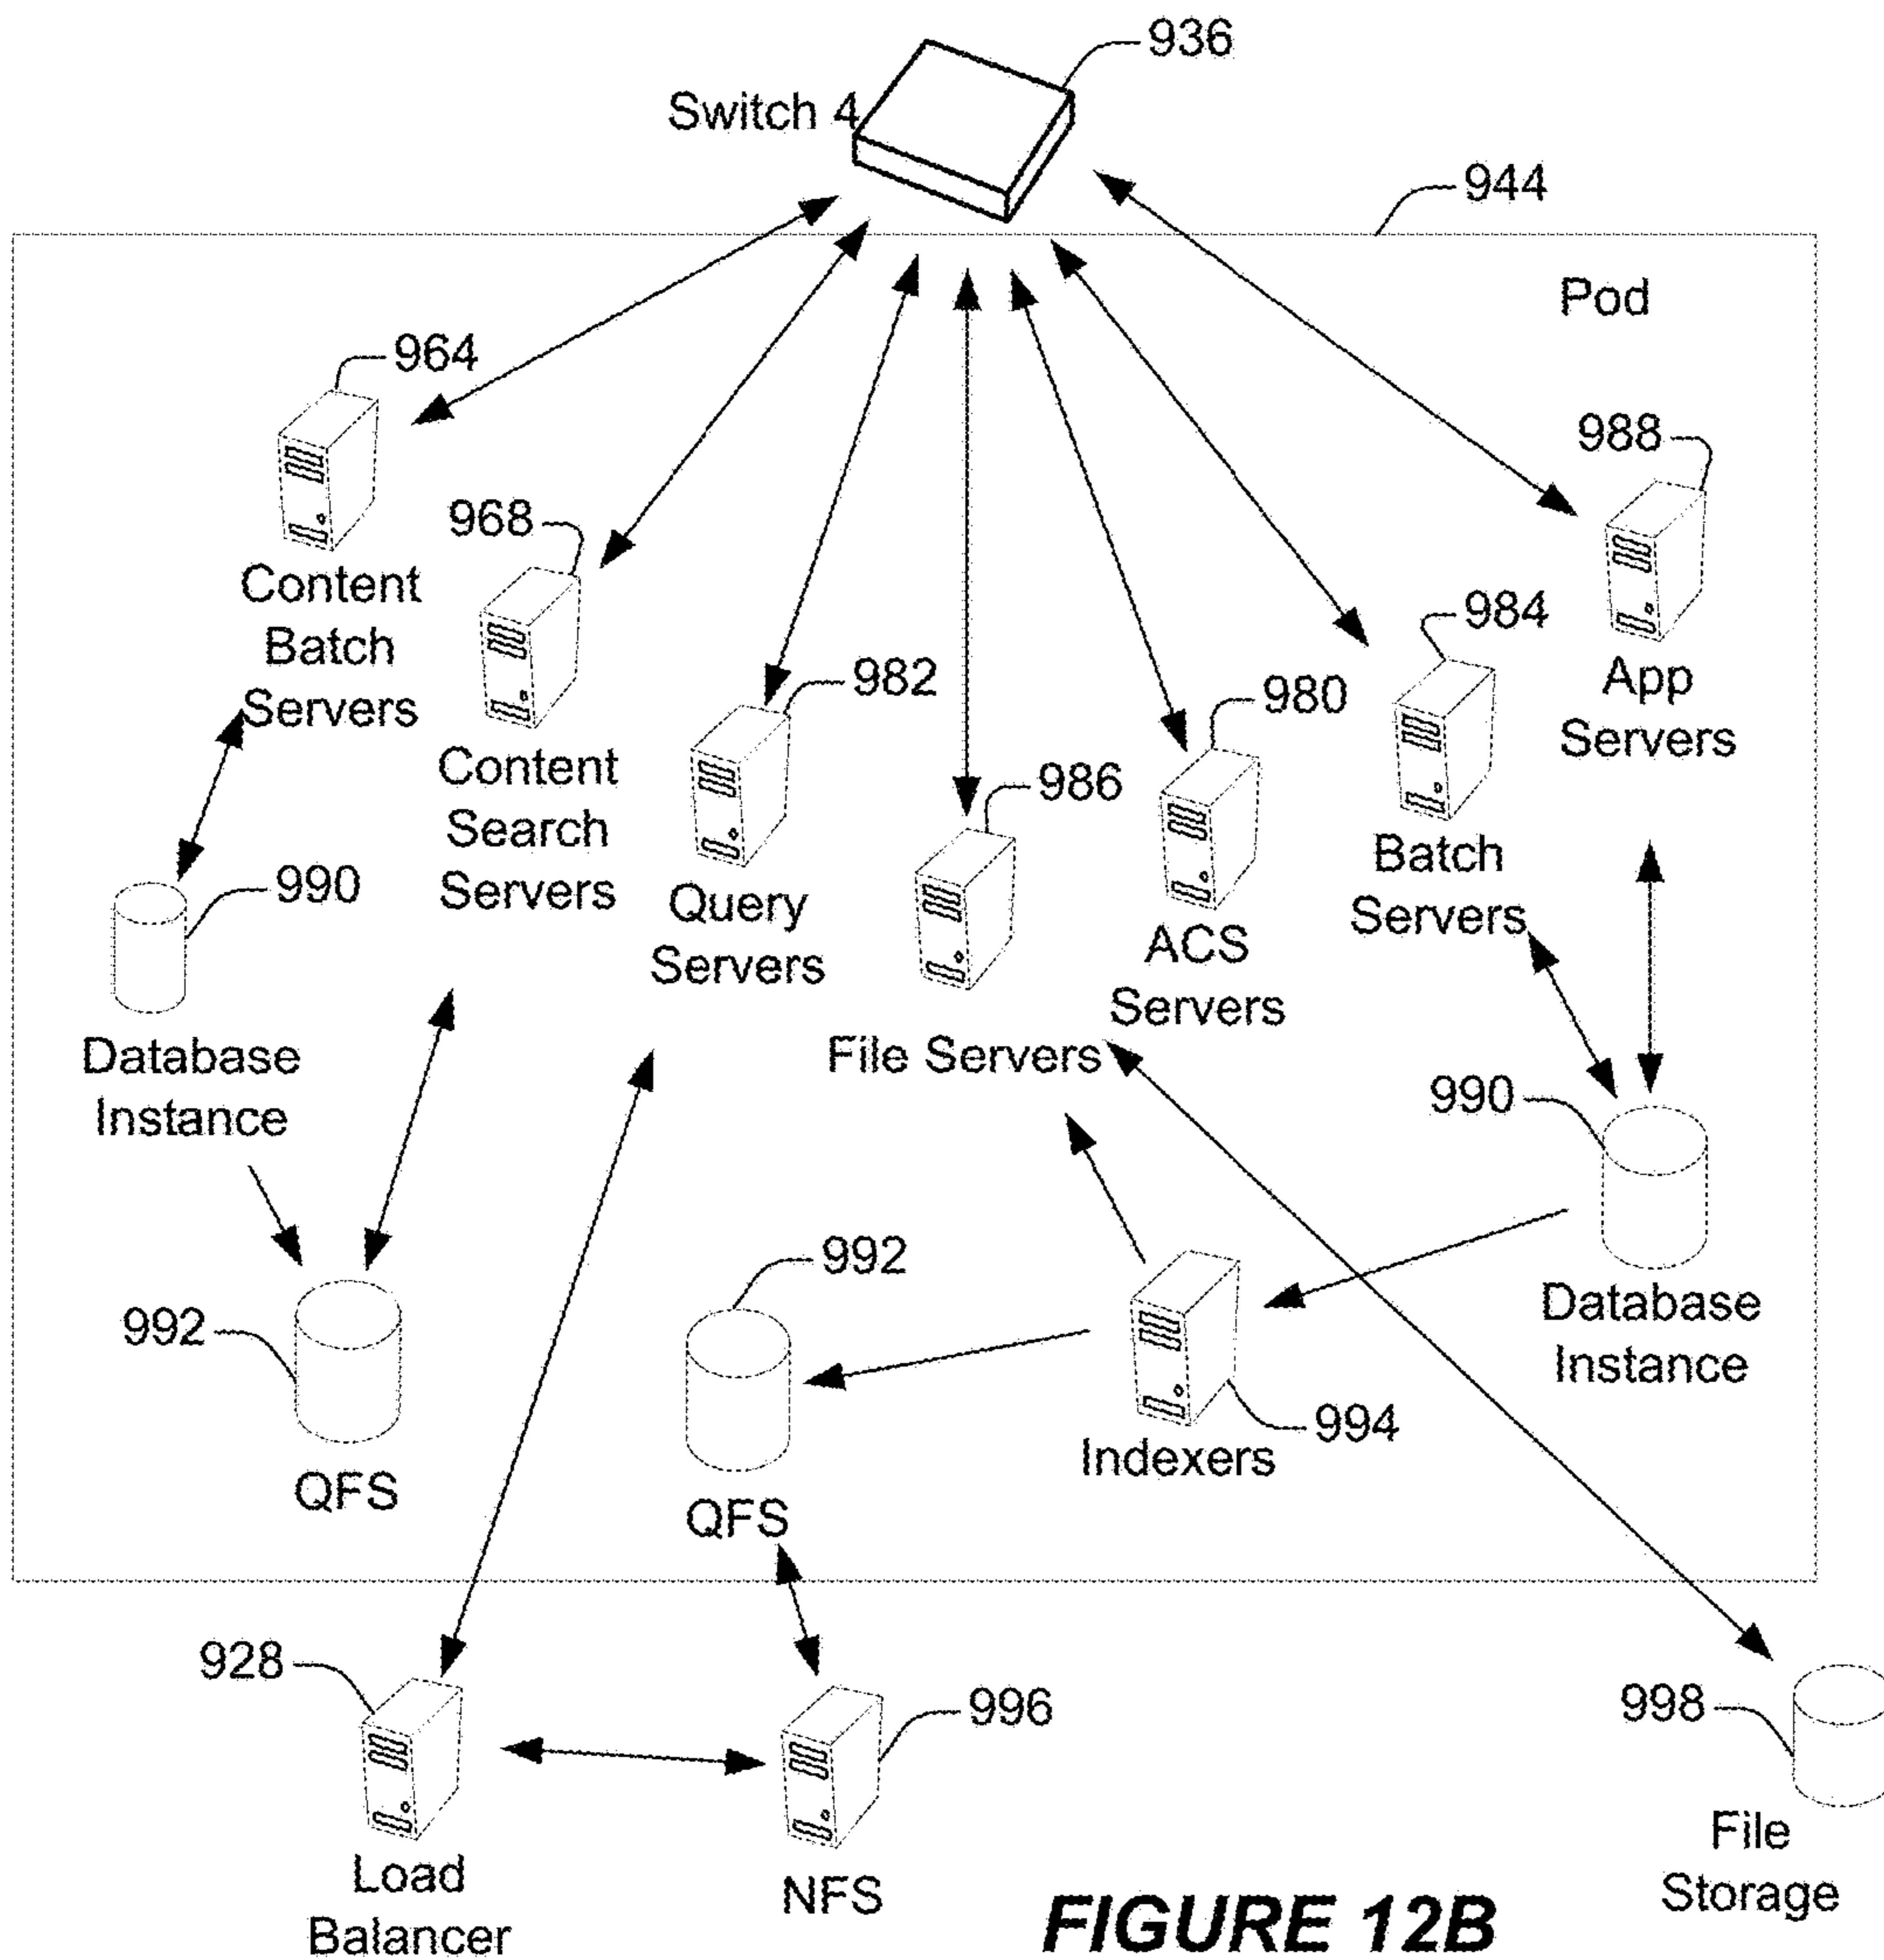 936
Switch 4
944
Pod
964
Content
Batch
Servers
968
Content
Search
Servers
982
Query
Servers
986
File Servers
980
ACS
Servers
984
Batch
Servers
988
App
Servers
990
Database
Instance
990
Database
Instance
992
QFS
992
QFS
994
Indexers
928
Load
Balancer
996
NFS
998
File
Storage
FIGURE 12B